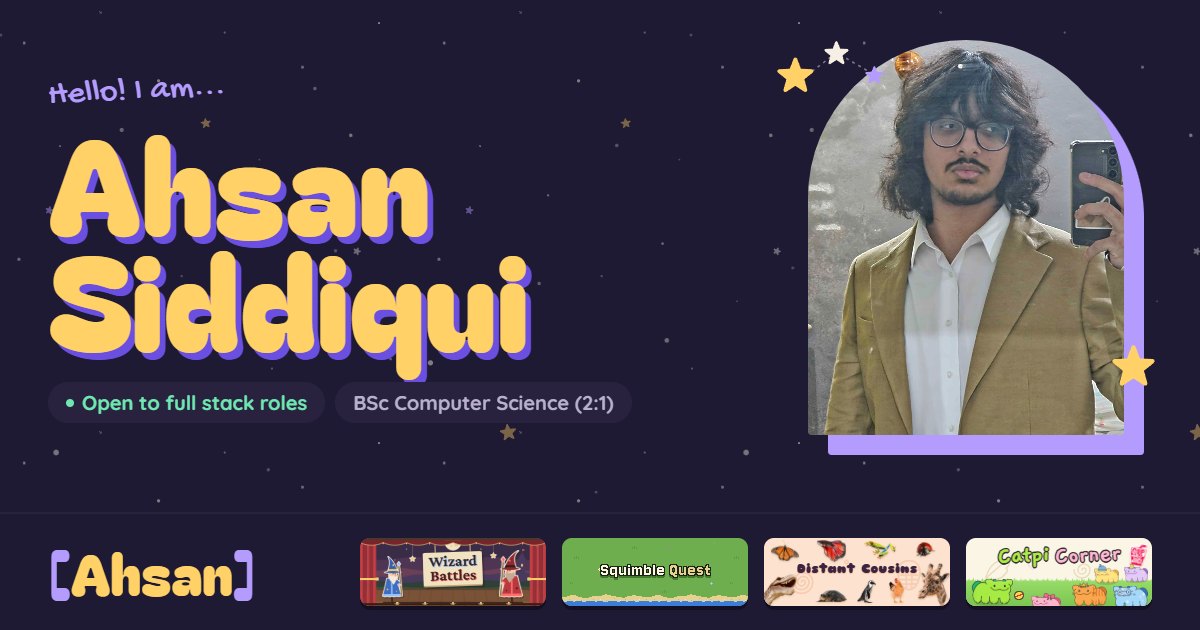 Hello! I am...
Ahsan
Siddiqui
Open to full stack roles
BSc Computer Science (2:1)
[Ahsan]
Wizard
Battles
Squimble Quest
Distant Cousins
Catpi Corner